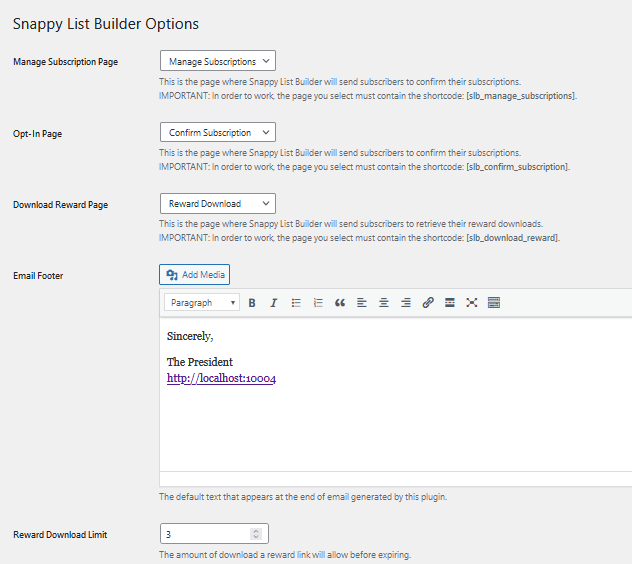 Snappy List Builder Options
Manage Subscription Page
Manage Subscriptions
This is the page where Snappy List Builder will send subscribers to confirm their subscriptions.
IMPORTANT: In order to work, the page you select must contain the shortcode: [slb_manage_subscriptions].
Opt-In Page
Confirm Subscription
This is the page where Snappy List Builder will send subscribers to confirm their subscriptions.
IMPORTANT: In order to work, the page you select must contain the shortcode: [slb_confirm_subscription].
Download Reward Page
Reward Download
This is the page where Snappy List Builder will send subscribers to retrieve their reward downloads.
IMPORTANT: In order to work, the page you select must contain the shortcode: [slb_download_reward].
Email Footer
Add Media
Paragraph B I
Sincerely,
The President
http://localhost:10004
The default text that appears at the end of email generated by this plugin.
Reward Download Limit
3
The amount of download a reward link will allow before expiring.